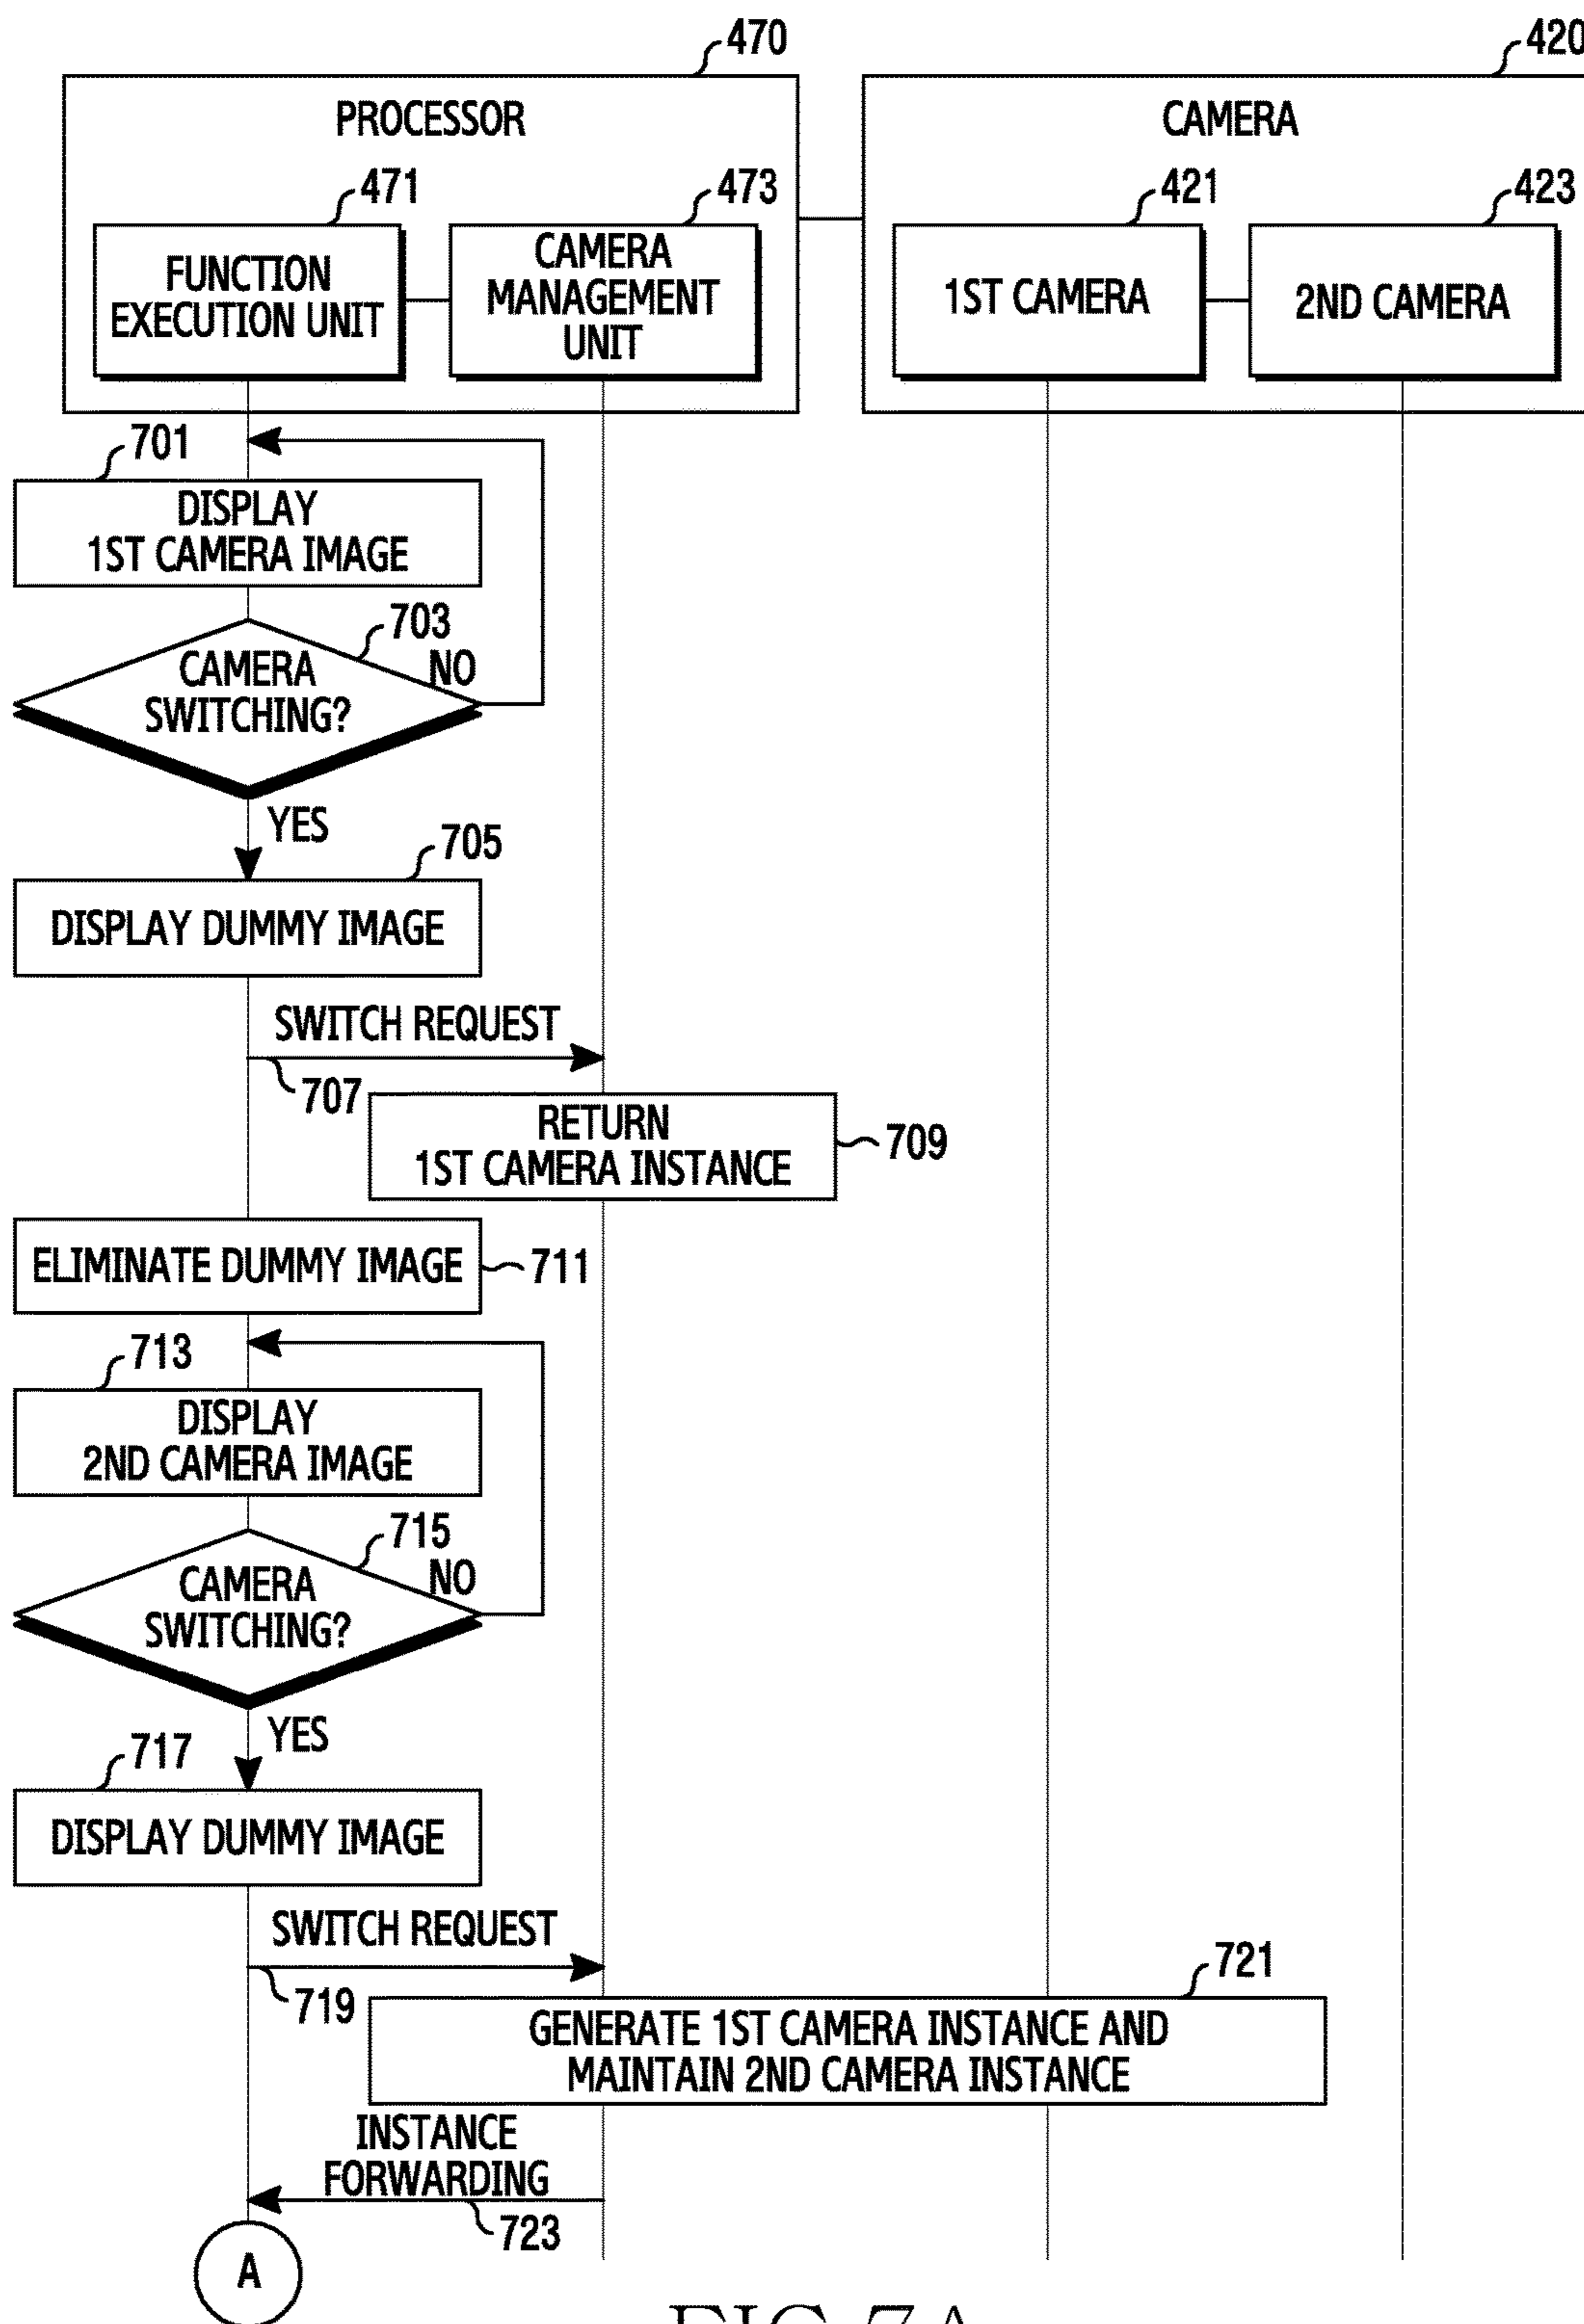 470
420
PROCESSOR
CAMERA
471
473
421
423
FUNCTION
EXECUTION UNIT
CAMERA
MANAGEMENT
UNIT
1ST CAMERA
2ND CAMERA
701
DISPLAY
1ST CAMERA IMAGE
703
CAMERA
SWITCHING?
NO
YES
705
DISPLAY DUMMY IMAGE
SWITCH REQUEST
707
RETURN
1ST CAMERA INSTANCE
709
ELIMINATE DUMMY IMAGE
711
713
DISPLAY
2ND CAMERA IMAGE
715
CAMERA
SWITCHING?
NO
YES
717
DISPLAY DUMMY IMAGE
SWITCH REQUEST
719
721
GENERATE 1ST CAMERA INSTANCE AND
MAINTAIN 2ND CAMERA INSTANCE
INSTANCE
FORWARDING
723
A
FIG.7A